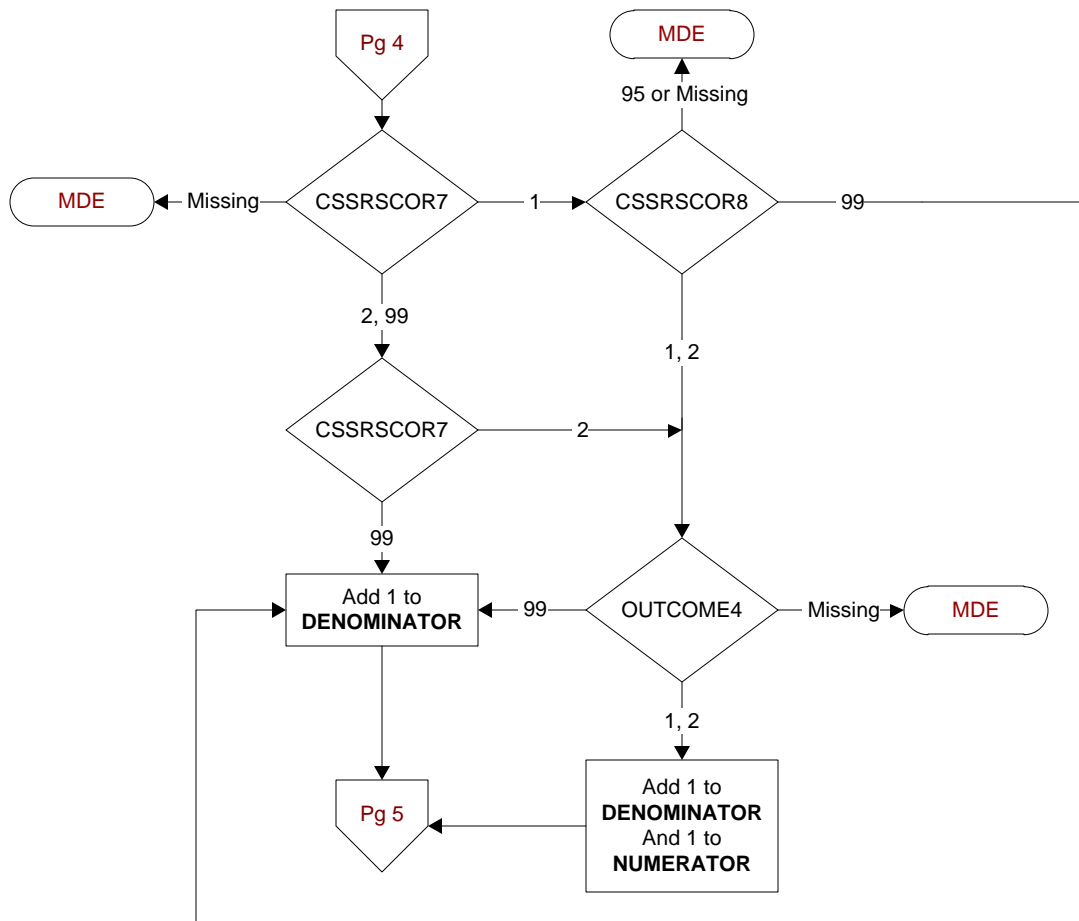 Pg 4
MDE
95 or Missing
MDE
Missing
CSSRSCOR7
1
CSSRSCOR8
99
2, 99
1, 2
CSSRSCOR7
2
99
Add 1 to
DENOMINATOR
99
OUTCOME4
Missing
MDE
1, 2
Pg 5
Add 1 to
DENOMINATOR
And 1 to
NUMERATOR